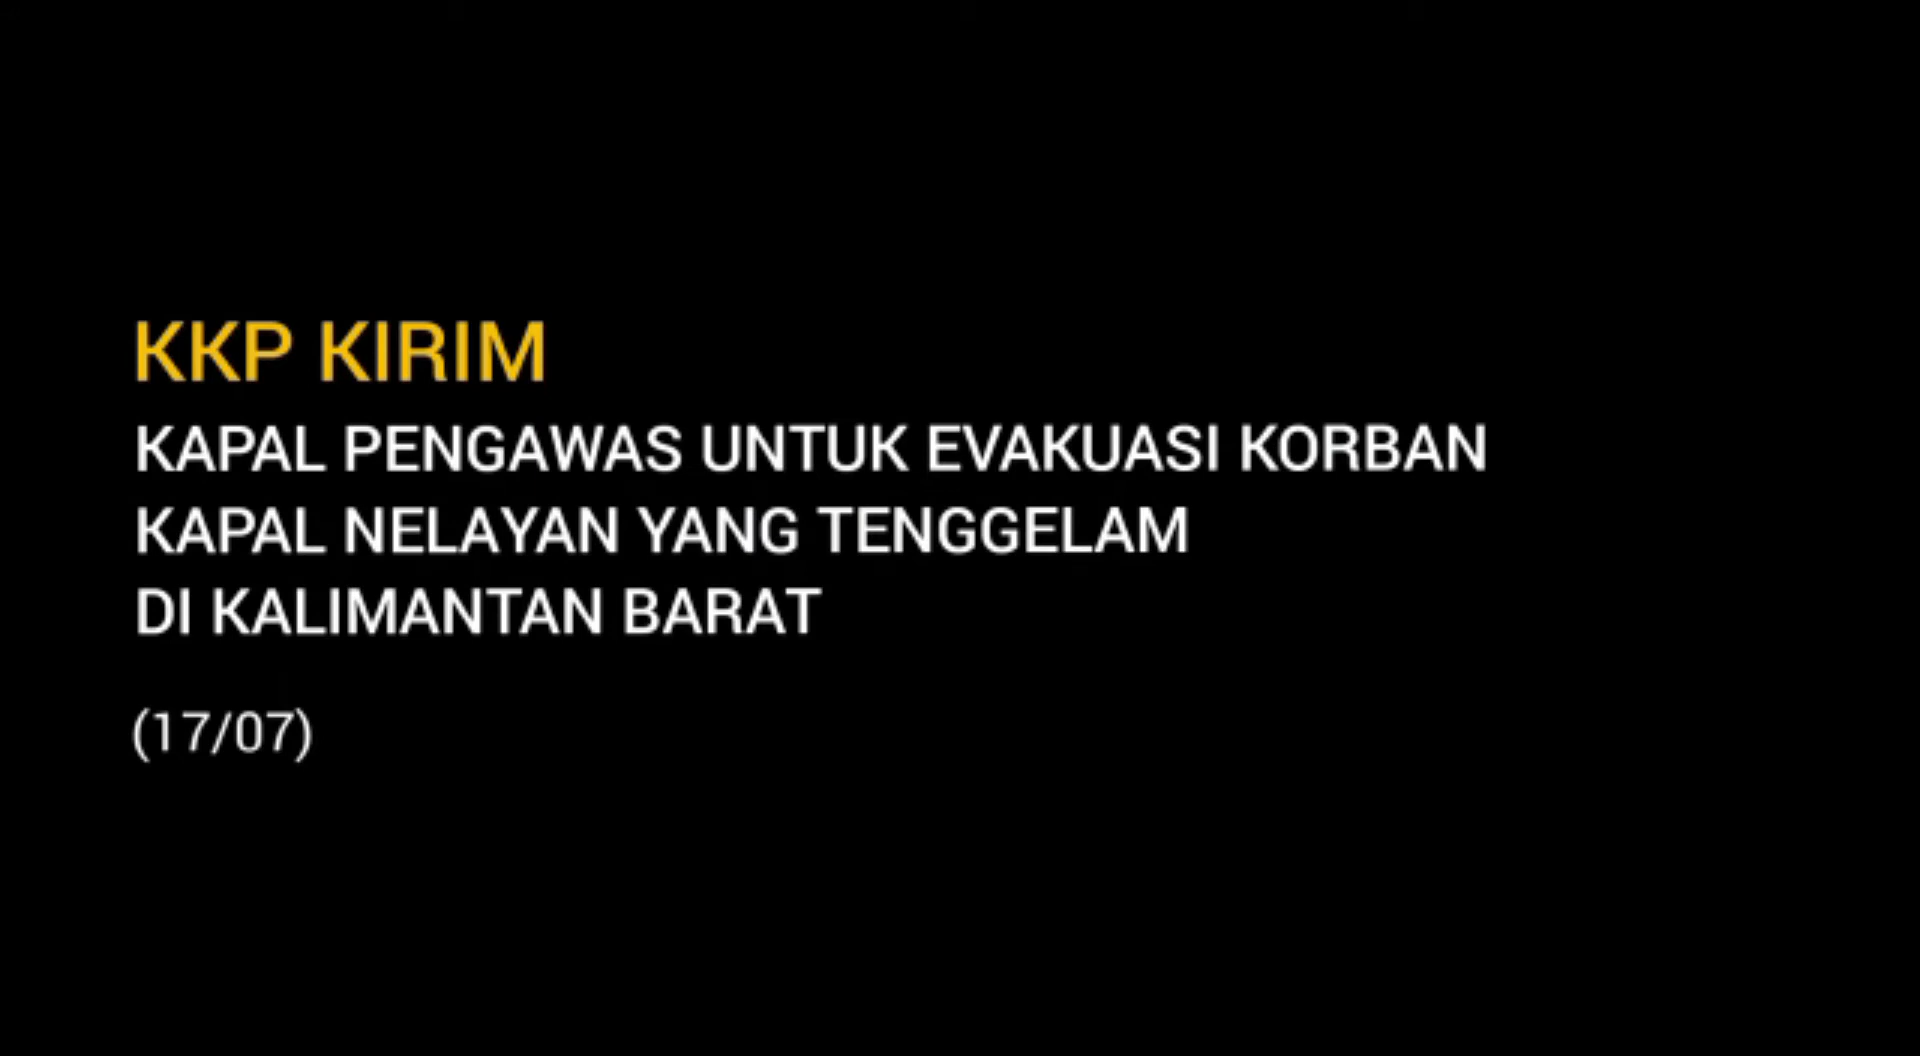 KKP KIRIM
KAPAL PENGAWAS UNTUK EVAKUASI KORBAN
KAPAL NELAYAN YANG TENGGELAM
DI KALIMANTAN BARAT
(17/07)